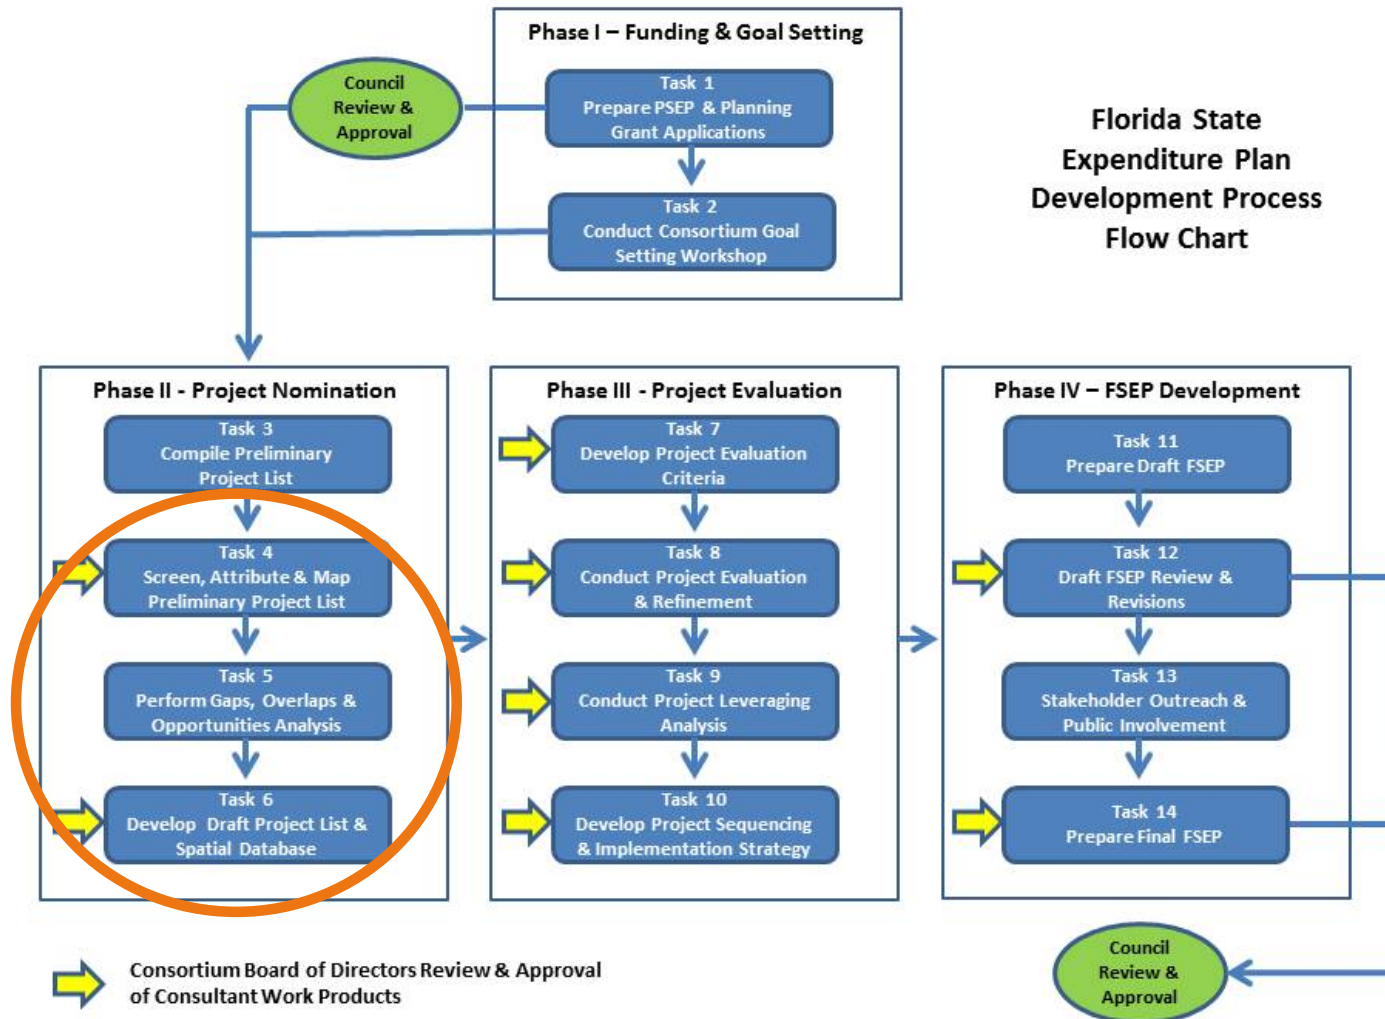 Phase I – Funding & Goal Setting
Council
Review &
Approval
Task 1
Prepare PSEP & Planning
Grant Applications
Task 2
Conduct Consortium Goal
Setting Workshop
Florida State
Expenditure Plan
Development Process
Flow Chart
Phase II - Project Nomination
Task 3
Compile Preliminary
Project List
Task 4
Screen, Attribute & Map
Preliminary Project List
Task 5
Perform Gaps, Overlaps &
Opportunities Analysis
Task 6
Develop Draft Project List &
Spatial Database
Phase III - Project Evaluation
Task 7
Develop Project Evaluation
Criteria
Task 8
Conduct Project Evaluation
& Refinement
Task 9
Conduct Project Leveraging
Analysis
Task 10
Develop Project Sequencing
& Implementation Strategy
Phase IV – FSEP Development
Task 11
Prepare Draft FSEP
Task 12
Draft FSEP Review &
Revisions
Task 13
Stakeholder Outreach &
Public Involvement
Task 14
Prepare Final FSEP
Consortium Board of Directors Review & Approval
of Consultant Work Products
Council
Review &
Approval